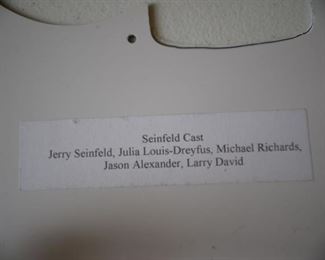 Seinfeld Cast
Jerry Seinfeld, Julia Louis-Dreyfus, Michael Richards,
Jason Alexander, Larry David